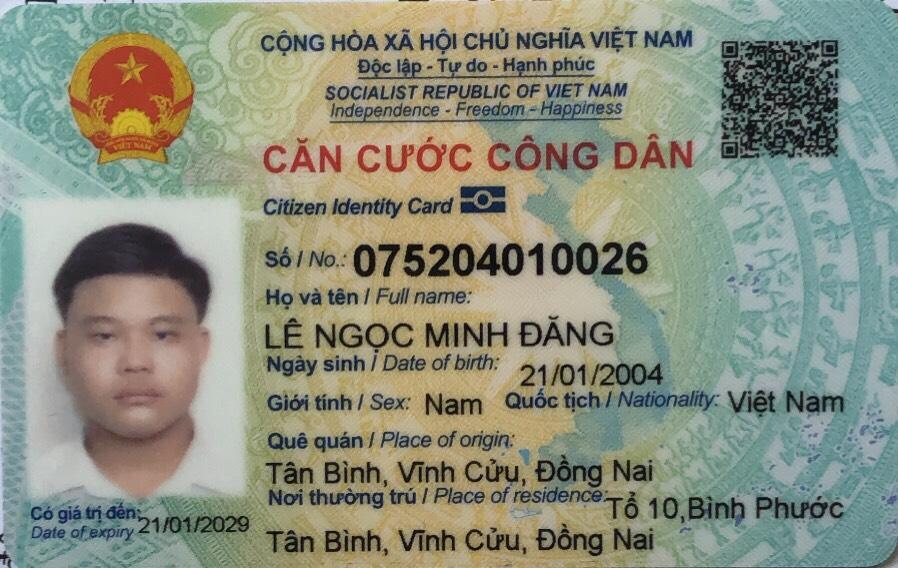 CỘNG HÒA XÃ HỘI CHỦ NGHĨA VIỆT NAM
Độc lập - Tự do - Hạnh phúc
SOCIALIST REPUBLIC OF VIET NAM
Independence - Freedom - Happiness
VIỆT NAM
CĂN CƯỚC CÔNG DÂN
Citizen Identity Card
Số / No.: 075204010026
Họ và tên / Full name:
LÊ NGỌC MINH ĐĂNG
Ngày sinh / Date of birth: 21/01/2004
Giới tính / Sex: Nam Quốc tịch / Nationality: Việt Nam
Quê quán / Place of origin:
Tân Bình, Vĩnh Cửu, Đồng Nai
Nơi thường trú / Place of residence: Tổ 10,Bình Phước
Tân Bình, Vĩnh Cửu, Đồng Nai
Có giá trị đến: 21/01/2029
Date of expiry